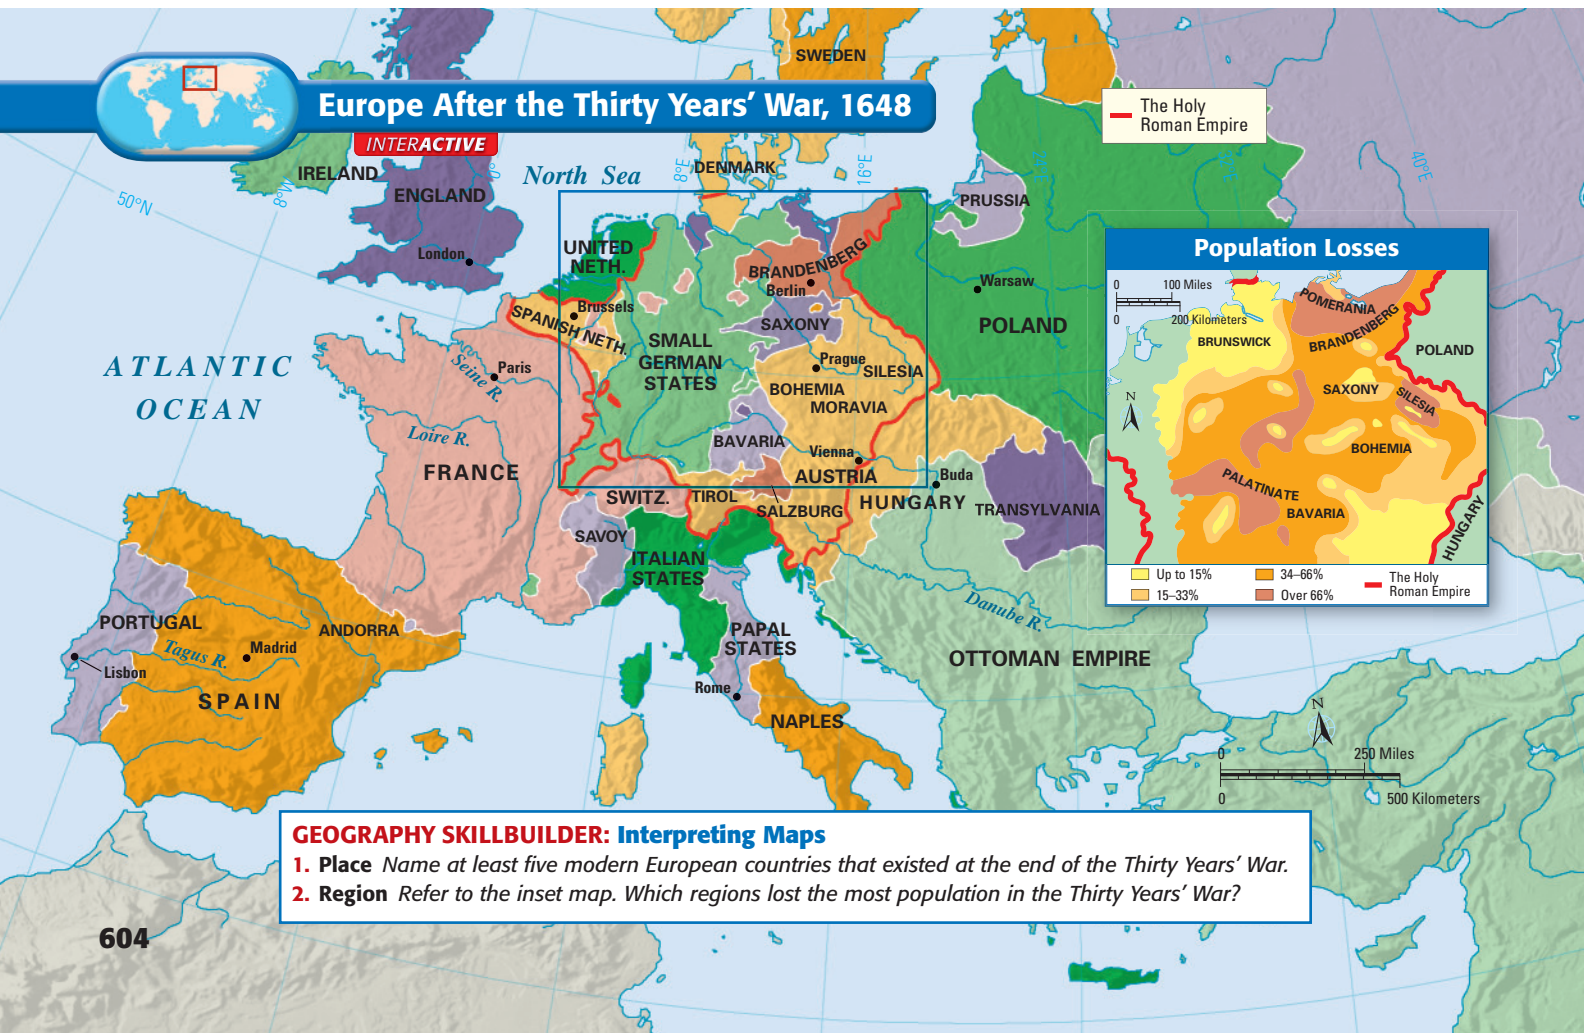 Europe After the Thirty Years' War, 1648
INTERACTIVE
The Holy
Roman Empire
SWEDEN
IRELAND
ENGLAND
London
North Sea
DENMARK
50°N
8°W
0°
8°E
16°E
40°E
PRUSSIA
UNITED
NETH.
BRANDENBERG
Berlin
Warsaw
Brussels
SPANISH NETH.
SAXONY
POLAND
SMALL
GERMAN
STATES
Prague
SILESIA
BOHEMIA
MORAVIA
ATLANTIC
OCEAN
Paris
Seine R.
Loire R.
FRANCE
BAVARIA
Vienna
AUSTRIA
Buda
HUNGARY
TRANSYLVANIA
SWITZ.
TIROL
SALZBURG
SAVOY
ITALIAN
STATES
PORTUGAL
ANDORRA
Tagus R.
Madrid
Lisbon
SPAIN
PAPAL
STATES
Rome
NAPLES
Danube R.
OTTOMAN EMPIRE
N
0 250 Miles
0 500 Kilometers
Population Losses
0 100 Miles
0 200 Kilometers
POMERANIA
BRANDENBERG
BRUNSWICK
POLAND
N
SAXONY
SILESIA
BOHEMIA
PALATINATE
BAVARIA
HUNGARY
Up to 15%
15–33%
34–66%
Over 66%
The Holy
Roman Empire
GEOGRAPHY SKILLBUILDER: Interpreting Maps
1. Place Name at least five modern European countries that existed at the end of the Thirty Years' War.
2. Region Refer to the inset map. Which regions lost the most population in the Thirty Years' War?
604